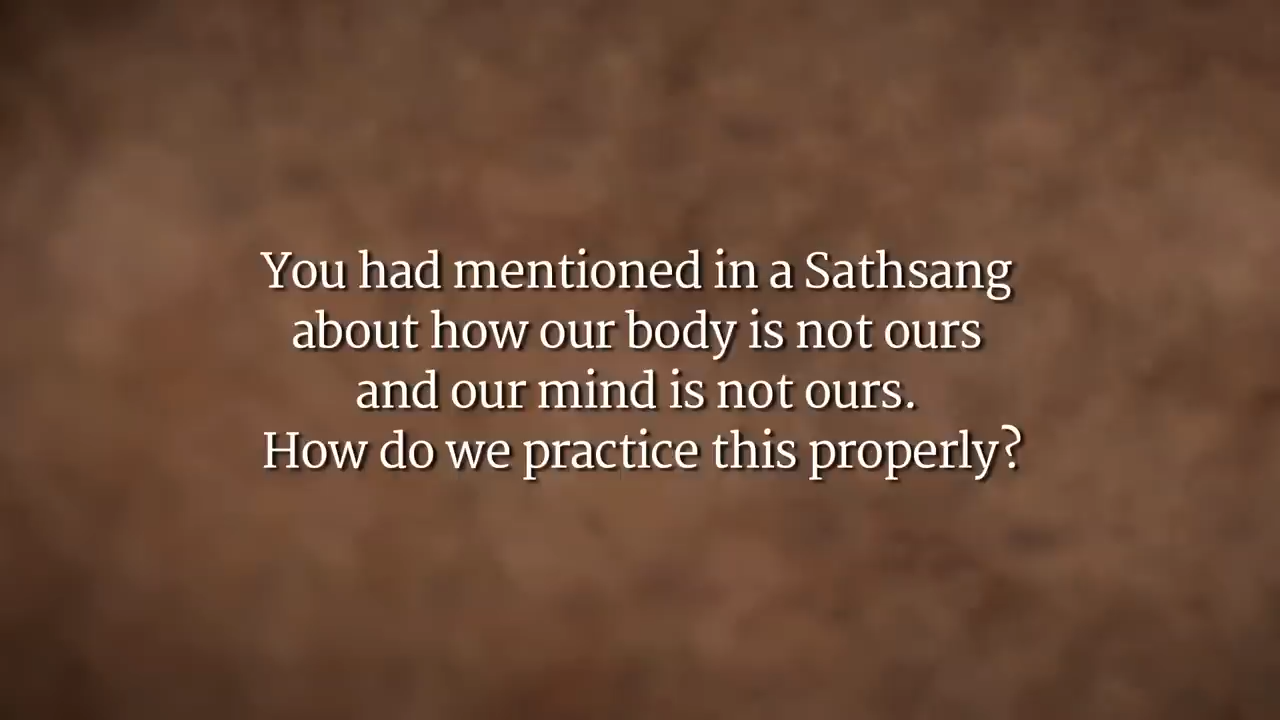 You had mentioned in a Sathsang
about how our body is not ours
and our mind is not ours.
How do we practice this properly?